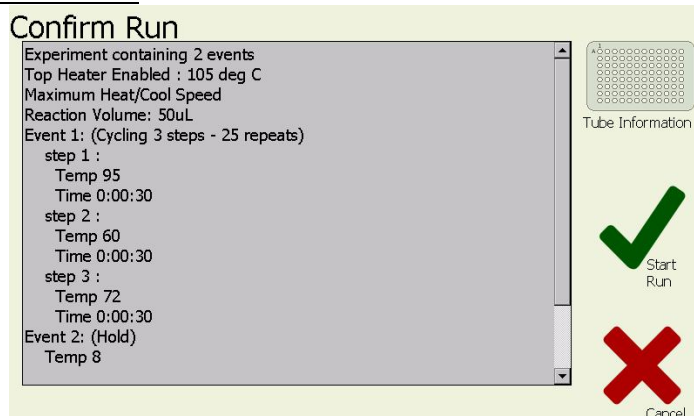 Confirm Run
Experiment containing 2 events
Top Heater Enabled : 105 deg C
Maximum Heat/Cool Speed
Reaction Volume: 50uL
Event 1: (Cycling 3 steps - 25 repeats)
step 1 :
Temp 95
Time 0:00:30
step 2 :
Temp 60
Time 0:00:30
step 3 :
Temp 72
Time 0:00:30
Event 2: (Hold)
Temp 8
1
A
Tube Information
Start
Run
Cancel